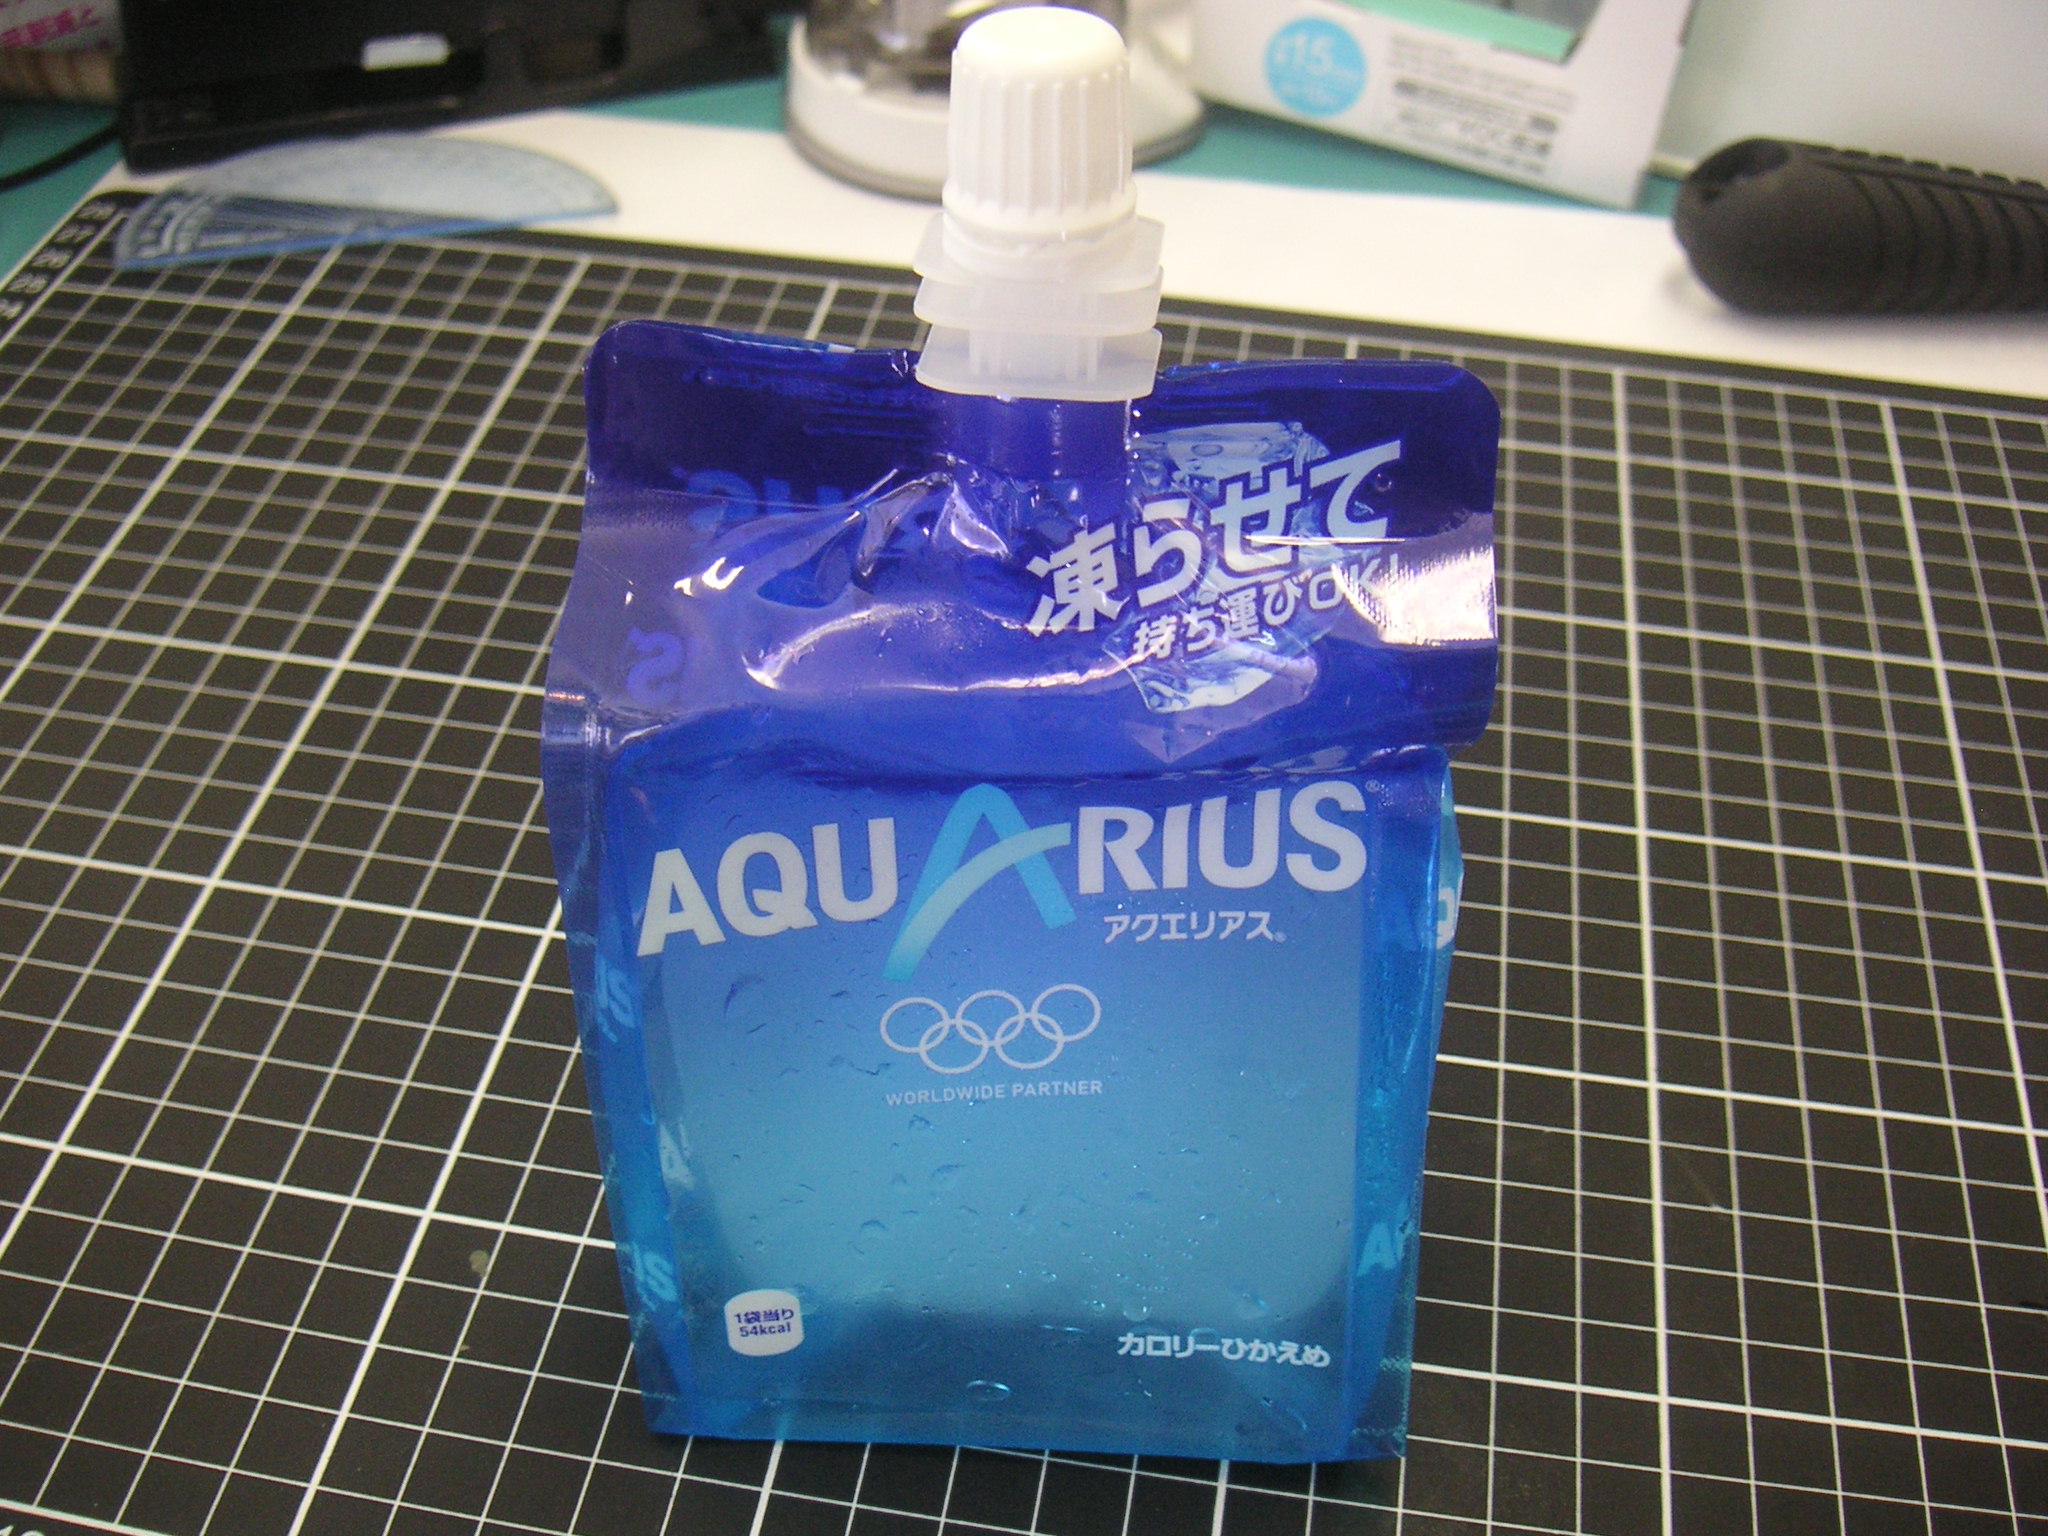 15
凍らせて
持ち運びOK!
AQUARIUS®
アクエリアス®
WORLDWIDE PARTNER
1袋当り
54kcal
カロリーひかえめ